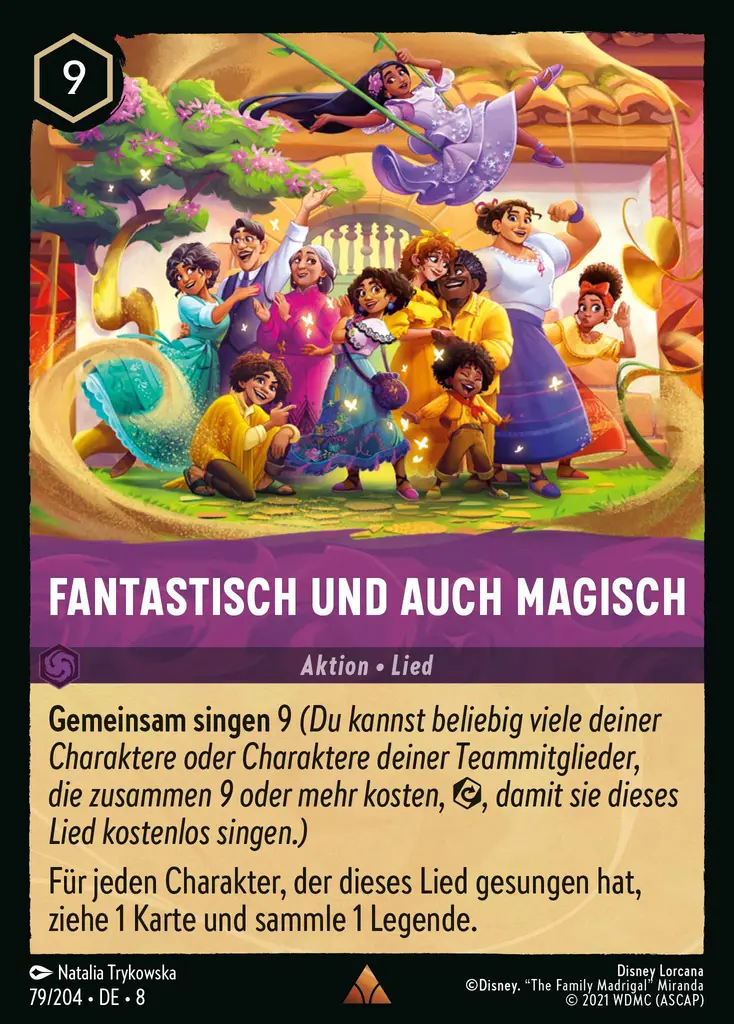 9
FANTASTISCH UND AUCH MAGISCH
Aktion • Lied
Gemeinsam singen 9 (Du kannst beliebig viele deiner
Charaktere oder Charaktere deiner Teammitglieder,
die zusammen 9 oder mehr kosten, , damit sie dieses
Lied kostenlos singen.)
Für jeden Charakter, der dieses Lied gesungen hat,
ziehe 1 Karte und sammle 1 Legende.
Natalia Trykowska
79/204 • DE • 8
Disney Lorcana
©Disney. “The Family Madrigal” Miranda
© 2021 WDMC (ASCAP)